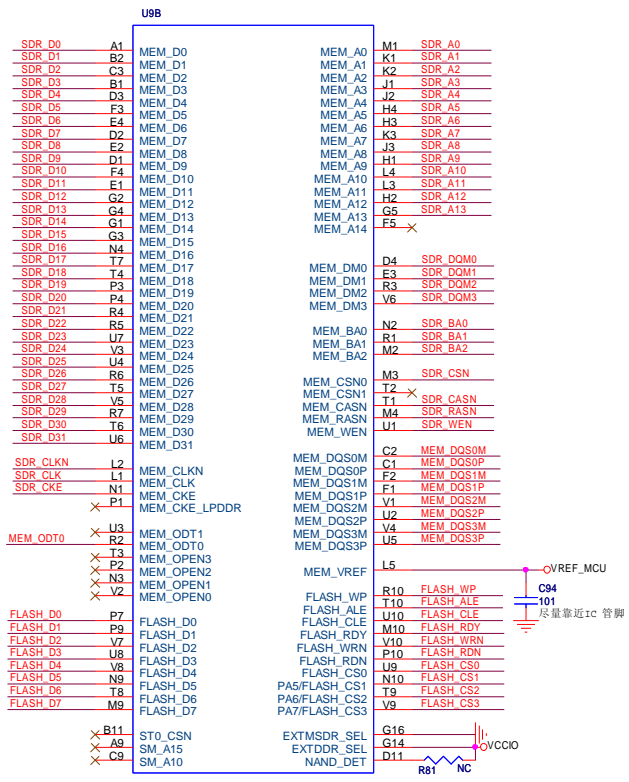 U9B
SDR_D0 A1 MEM_D0
SDR_D1 B2 MEM_D1
SDR_D2 C3 MEM_D2
SDR_D3 B1 MEM_D3
SDR_D4 D3 MEM_D4
SDR_D5 F3 MEM_D5
SDR_D6 E4 MEM_D6
SDR_D7 D2 MEM_D7
SDR_D8 E2 MEM_D8
SDR_D9 D1 MEM_D9
SDR_D10 F4 MEM_D10
SDR_D11 E1 MEM_D11
SDR_D12 G2 MEM_D12
SDR_D13 G4 MEM_D13
SDR_D14 G1 MEM_D14
SDR_D15 G3 MEM_D15
SDR_D16 N4 MEM_D16
SDR_D17 T7 MEM_D17
SDR_D18 T4 MEM_D18
SDR_D19 P3 MEM_D19
SDR_D20 P4 MEM_D20
SDR_D21 R4 MEM_D21
SDR_D22 R5 MEM_D22
SDR_D23 U7 MEM_D23
SDR_D24 V3 MEM_D24
SDR_D25 U4 MEM_D25
SDR_D26 R6 MEM_D26
SDR_D27 T5 MEM_D27
SDR_D28 V5 MEM_D28
SDR_D29 R7 MEM_D29
SDR_D30 T6 MEM_D30
SDR_D31 U6 MEM_D31
SDR_CLKN L2 MEM_CLKN
SDR_CLK L1 MEM_CLK
SDR_CKE N1 MEM_CKE
P1 MEM_CKE_LPDDR
U3 MEM_ODT1
MEM_ODT0 R2 MEM_ODT0
T3 MEM_OPEN3
P2 MEM_OPEN2
N3 MEM_OPEN1
V2 MEM_OPEN0
FLASH_D0 P7 FLASH_D0
FLASH_D1 P9 FLASH_D1
FLASH_D2 V7 FLASH_D2
FLASH_D3 U8 FLASH_D3
FLASH_D4 V8 FLASH_D4
FLASH_D5 N9 FLASH_D5
FLASH_D6 T8 FLASH_D6
FLASH_D7 M9 FLASH_D7
B11 ST0_CSN
A9 SM_A15
C9 SM_A10
MEM_A0 M1 SDR_A0
MEM_A1 K1 SDR_A1
MEM_A2 K2 SDR_A2
MEM_A3 J1 SDR_A3
MEM_A4 J2 SDR_A4
MEM_A5 H4 SDR_A5
MEM_A6 H3 SDR_A6
MEM_A7 K3 SDR_A7
MEM_A8 J3 SDR_A8
MEM_A9 H1 SDR_A9
MEM_A10 L4 SDR_A10
MEM_A11 L3 SDR_A11
MEM_A12 H2 SDR_A12
MEM_A13 G5 SDR_A13
MEM_A14 F5
MEM_DM0 D4 SDR_DQM0
MEM_DM1 E3 SDR_DQM1
MEM_DM2 R3 SDR_DQM2
MEM_DM3 V6 SDR_DQM3
MEM_BA0 N2 SDR_BA0
MEM_BA1 R1 SDR_BA1
MEM_BA2 M2 SDR_BA2
MEM_CSN0 M3 SDR_CSN
MEM_CSN1 T2
MEM_CASN T1 SDR_CASN
MEM_RASN M4 SDR_RASN
MEM_WEN U1 SDR_WEN
MEM_DQS0M C2 MEM_DQS0M
MEM_DQS0P C1 MEM_DQS0P
MEM_DQS1M F2 MEM_DQS1M
MEM_DQS1P F1 MEM_DQS1P
MEM_DQS2M V1 MEM_DQS2M
MEM_DQS2P U2 MEM_DQS2P
MEM_DQS3M V4 MEM_DQS3M
MEM_DQS3P U5 MEM_DQS3P
MEM_VREF L5 VREF_MCU
C94
101
尽量靠近IC 管脚
FLASH_WP R10 FLASH_WP
FLASH_ALE T10 FLASH_ALE
FLASH_CLE U10 FLASH_CLE
FLASH_RDY M10 FLASH_RDY
FLASH_WRN V10 FLASH_WRN
FLASH_RDN P10 FLASH_RDN
FLASH_CS0 U9 FLASH_CS0
PA5/FLASH_CS1 N10 FLASH_CS1
PA6/FLASH_CS2 T9 FLASH_CS2
PA7/FLASH_CS3 V9 FLASH_CS3
EXTMSDR_SEL G16
EXTDDR_SEL G14 VCCIO
NAND_DET D11
R81 NC